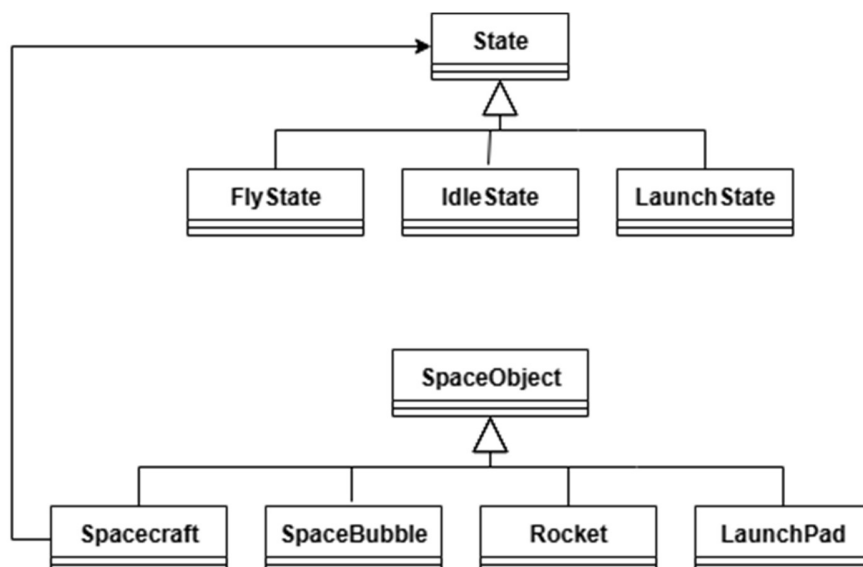 State
FlyState
IdleState
LaunchState
SpaceObject
Spacecraft
SpaceBubble
Rocket
LaunchPad